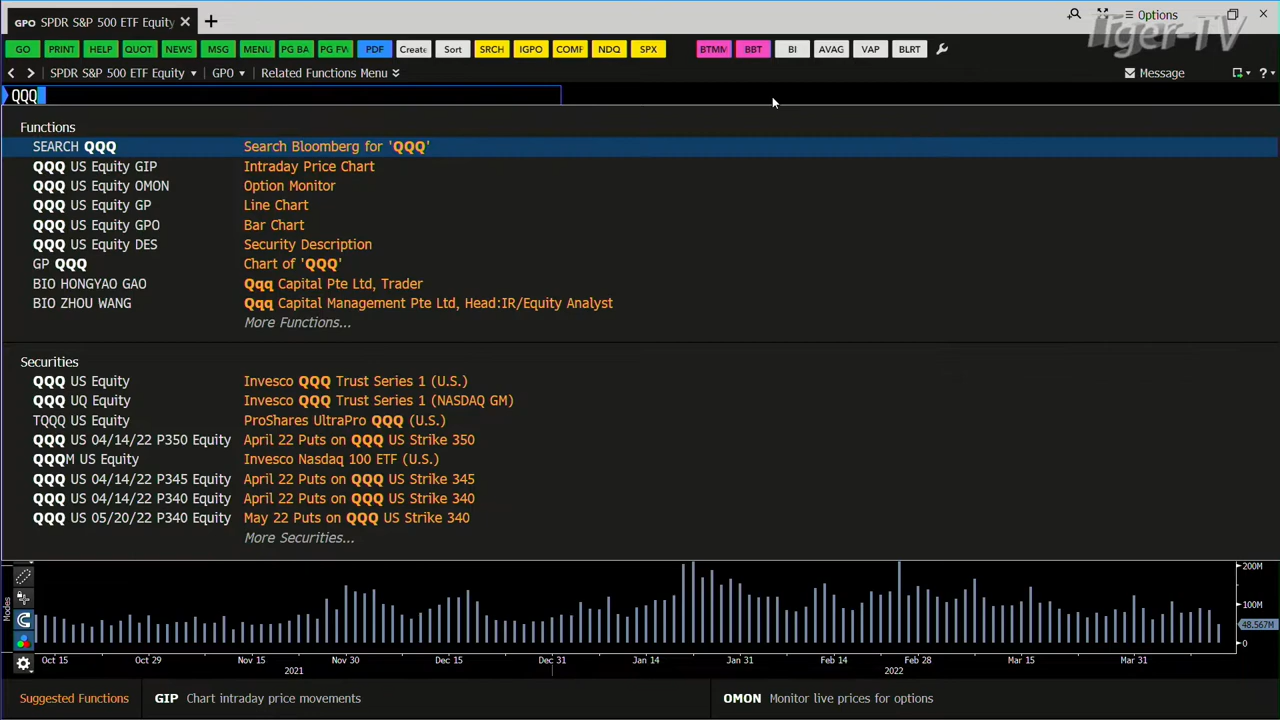 GPO SPDR S&P 500 ETF Equity
Options
GO PRINT HELP QUOT NEWS MSG MENU PG BA PG FW PDF Create Sort SRCH IGPO COMF NDQ SPX BTMM BBT BI AVAG VAP BLRT
Tiger-TV
SPDR S&P 500 ETF Equity GPO Related Functions Menu Message
QQQ
Functions
SEARCH QQQ Search Bloomberg for 'QQQ'
QQQ US Equity GIP Intraday Price Chart
QQQ US Equity OMON Option Monitor
QQQ US Equity GP Line Chart
QQQ US Equity GPO Bar Chart
QQQ US Equity DES Security Description
GP QQQ Chart of 'QQQ'
BIO HONGYAO GAO Qqq Capital Pte Ltd, Trader
BIO ZHOU WANG Qqq Capital Management Pte Ltd, Head:IR/Equity Analyst
More Functions...
Securities
QQQ US Equity Invesco QQQ Trust Series 1 (U.S.)
QQQ UQ Equity Invesco QQQ Trust Series 1 (NASDAQ GM)
TQQQ US Equity ProShares UltraPro QQQ (U.S.)
QQQ US 04/14/22 P350 Equity April 22 Puts on QQQ US Strike 350
QQQM US Equity Invesco Nasdaq 100 ETF (U.S.)
QQQ US 04/14/22 P345 Equity April 22 Puts on QQQ US Strike 345
QQQ US 04/14/22 P340 Equity April 22 Puts on QQQ US Strike 340
QQQ US 05/20/22 P340 Equity May 22 Puts on QQQ US Strike 340
More Securities...
200M
100M
48.567M
0
Modes
Oct 15 Oct 29 Nov 15 Nov 30 Dec 15 Dec 31 Jan 14 Jan 31 Feb 14 Feb 28 Mar 15 Mar 31
2021 2022
Suggested Functions GIP Chart intraday price movements OMON Monitor live prices for options